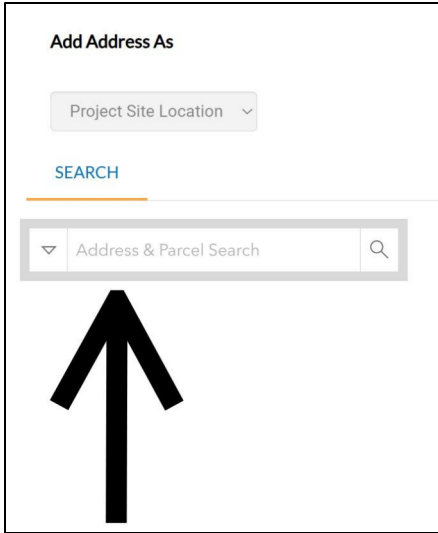 Add Address As
Project Site Location
SEARCH
Address & Parcel Search